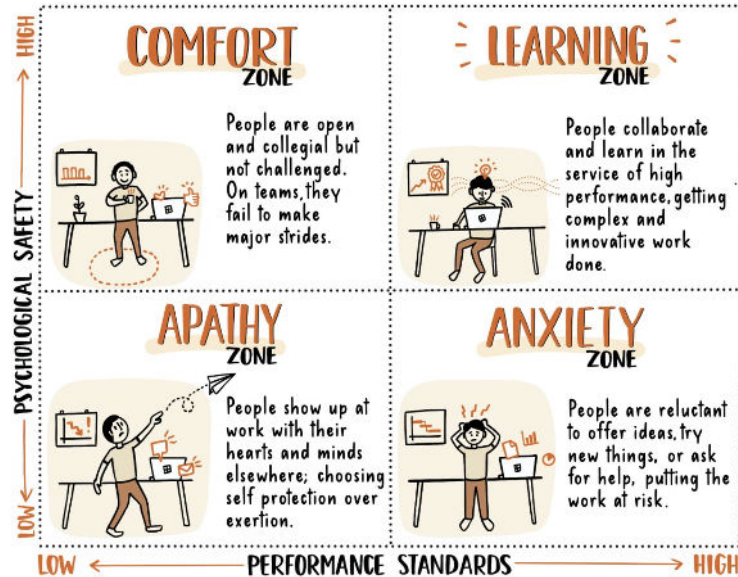 COMFORT
ZONE
People are open
and collegial but
not challenged.
On teams, they
fail to make
major strides.
LEARNING
ZONE
People collaborate
and learn in the
service of high
performance, getting
complex and
innovative work
done.
APATHY
ZONE
People show up at
work with their
hearts and minds
elsewhere; choosing
self protection over
exertion.
ANXIETY
ZONE
People are reluctant
to offer ideas, try
new things, or ask
for help, putting the
work at risk.
HIGH
PSYCHOLOGICAL SAFETY
LOW
LOW
PERFORMANCE STANDARDS
HIGH